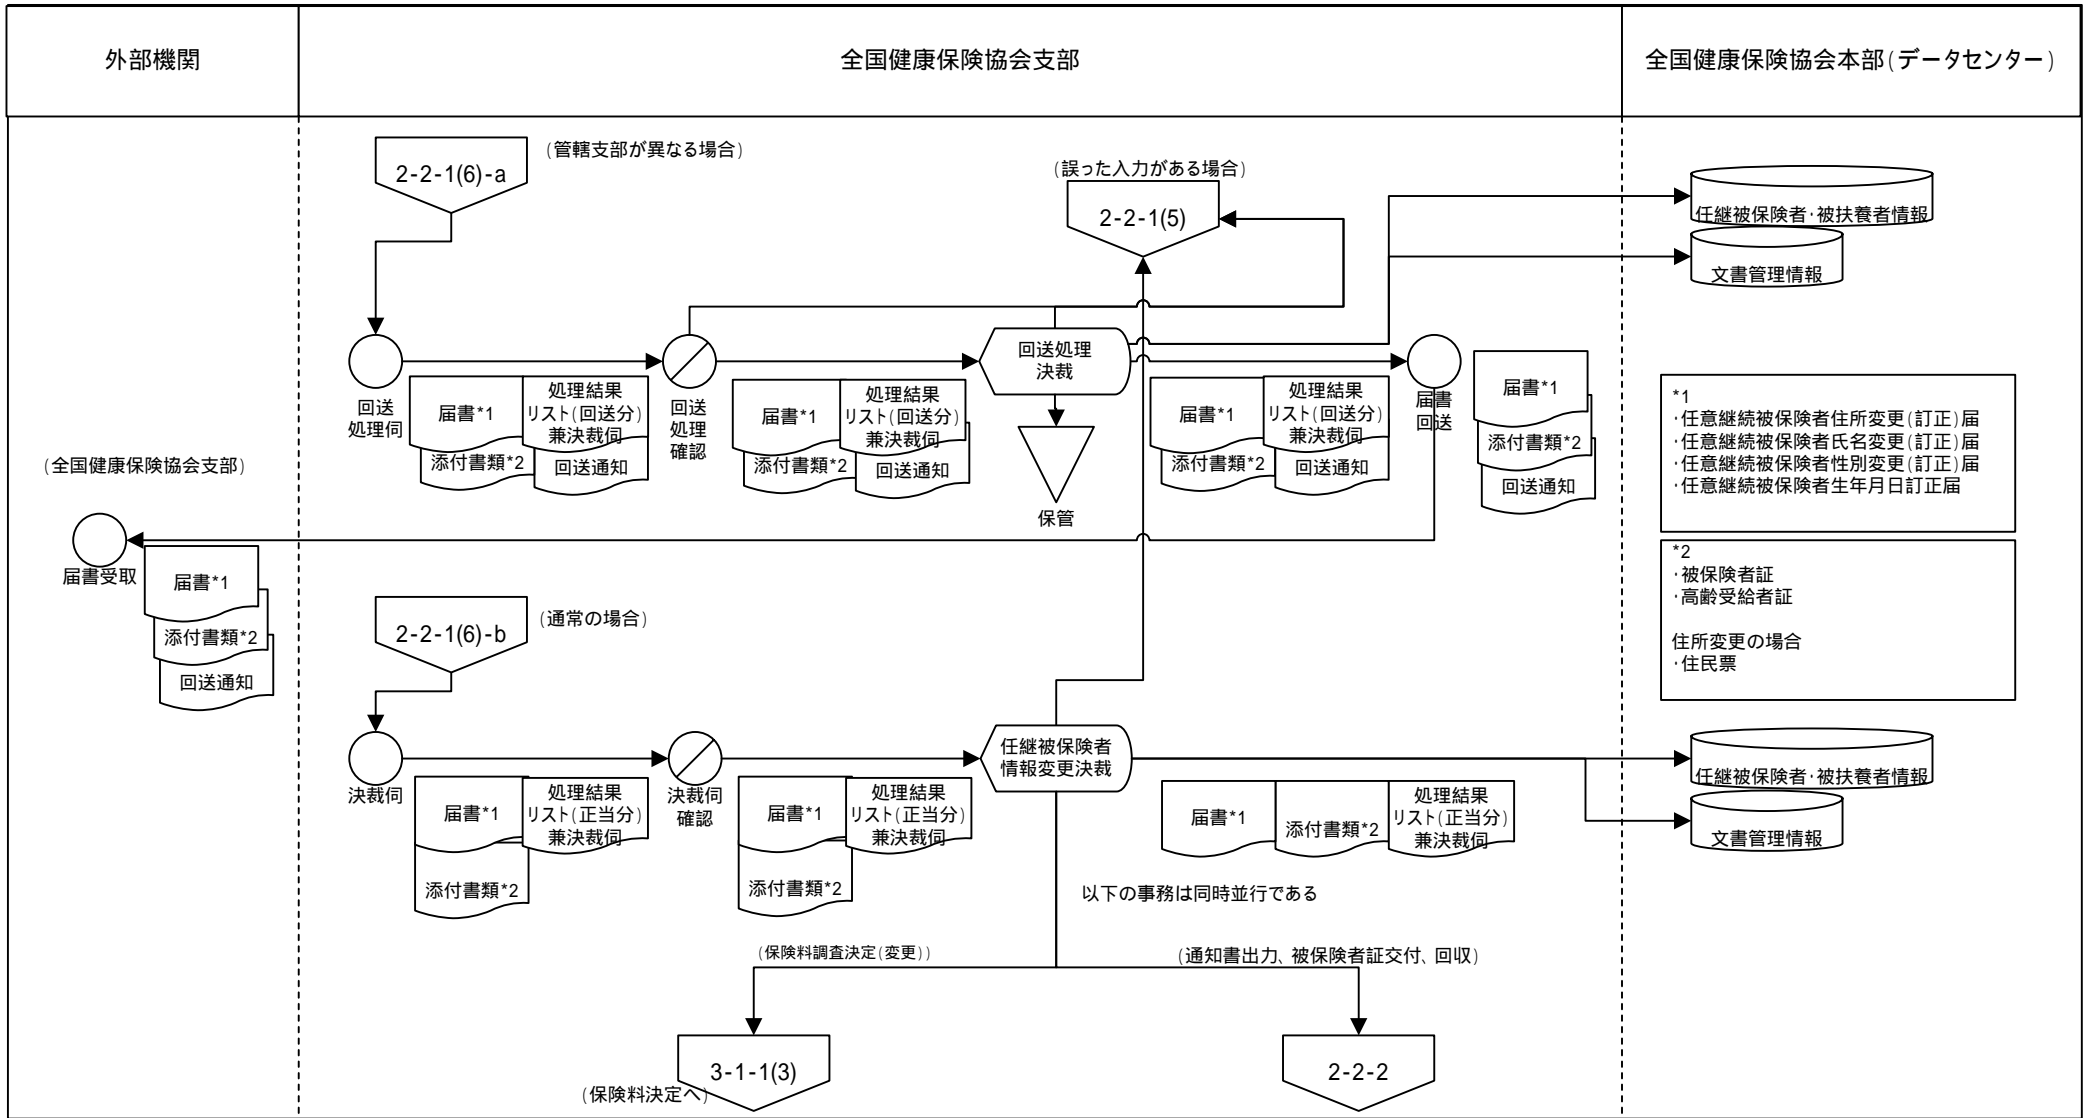 外部機関
全国健康保険協会支部
全国健康保険協会本部(データセンター)
2-2-1(6)-a
(管轄支部が異なる場合)
(誤った入力がある場合)
2-2-1(5)
任継被保険者・被扶養者情報
文書管理情報
回送
処理伺
届書*1
処理結果
リスト(回送分)
兼決裁伺
添付書類*2
回送通知
回送
処理
確認
届書*1
処理結果
リスト(回送分)
兼決裁伺
添付書類*2
回送通知
回送処理
決裁
保管
届書*1
処理結果
リスト(回送分)
兼決裁伺
添付書類*2
回送通知
届書
回送
届書*1
添付書類*2
回送通知
*1
・任意継続被保険者住所変更(訂正)届
・任意継続被保険者氏名変更(訂正)届
・任意継続被保険者性別変更(訂正)届
・任意継続被保険者生年月日訂正届
*2
・被保険者証
・高齢受給者証
住所変更の場合
・住民票
(全国健康保険協会支部)
届書受取
届書*1
添付書類*2
回送通知
2-2-1(6)-b
(通常の場合)
決裁伺
届書*1
処理結果
リスト(正当分)
兼決裁伺
添付書類*2
決裁伺
確認
届書*1
処理結果
リスト(正当分)
兼決裁伺
添付書類*2
任継被保険者
情報変更決裁
届書*1
添付書類*2
処理結果
リスト(正当分)
兼決裁伺
任継被保険者・被扶養者情報
文書管理情報
以下の事務は同時並行である
(保険料調査決定(変更))
(通知書出力、被保険者証交付、回収)
3-1-1(3)
(保険料決定へ)
2-2-2